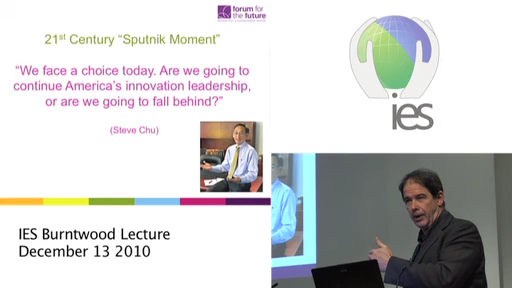 forum for
the future
21st Century “Sputnik Moment”
“We face a choice today. Are we going to
continue America’s innovation leadership,
or are we going to fall behind?”
(Steve Chu)
ies
IES Burntwood Lecture
December 13 2010